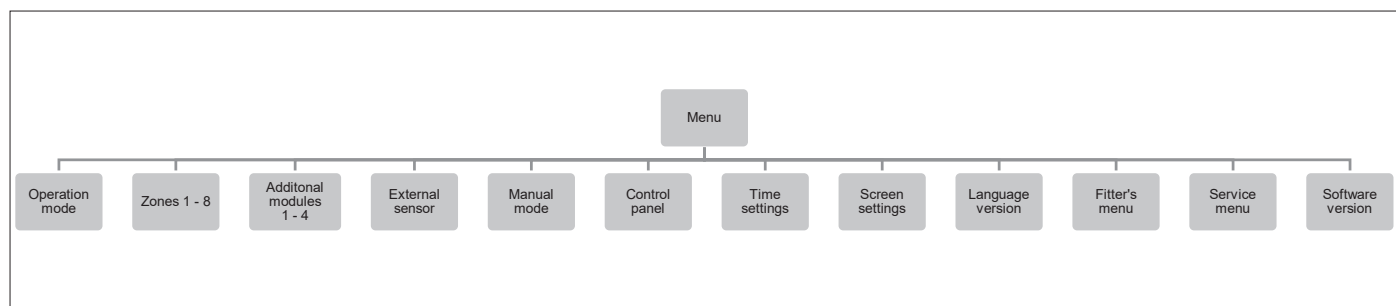 Menu
Operation
mode
Zones 1 - 8
Additonal
modules
1 - 4
External
sensor
Manual
mode
Control
panel
Time
settings
Screen
settings
Language
version
Fitter's
menu
Service
menu
Software
version